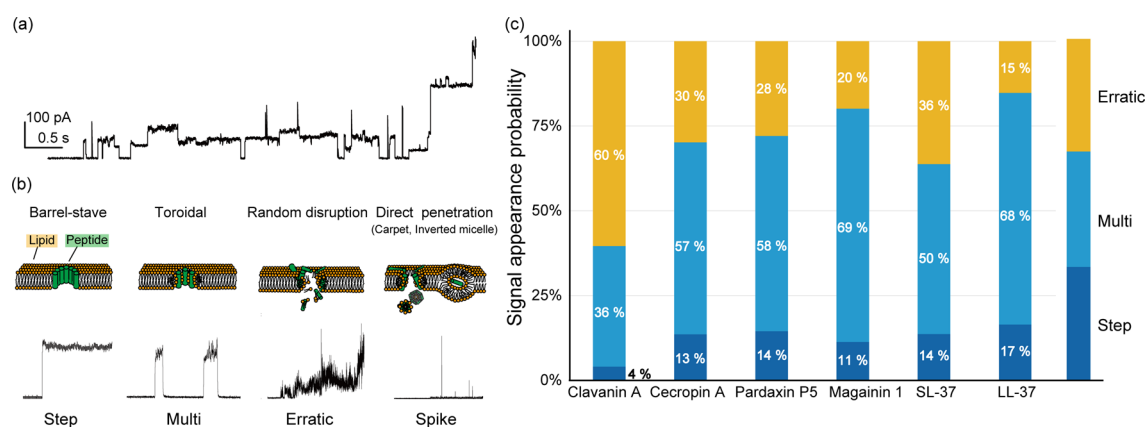 (a)
100 pA
0.5 s
(b)
Barrel-stave
Toroidal
Random disruption
Direct penetration
(Carpet, Inverted micelle)
Lipid
Peptide
Step
Multi
Erratic
Spike
(c)
Signal appearance probability
100%
75%
50%
25%
0%
60 %
36 %
4 %
30 %
57 %
13 %
28 %
58 %
14 %
20 %
69 %
11 %
36 %
50 %
14 %
15 %
68 %
17 %
Clavanin A
Cecropin A
Pardaxin P5
Magainin 1
SL-37
LL-37
Erratic
Multi
Step